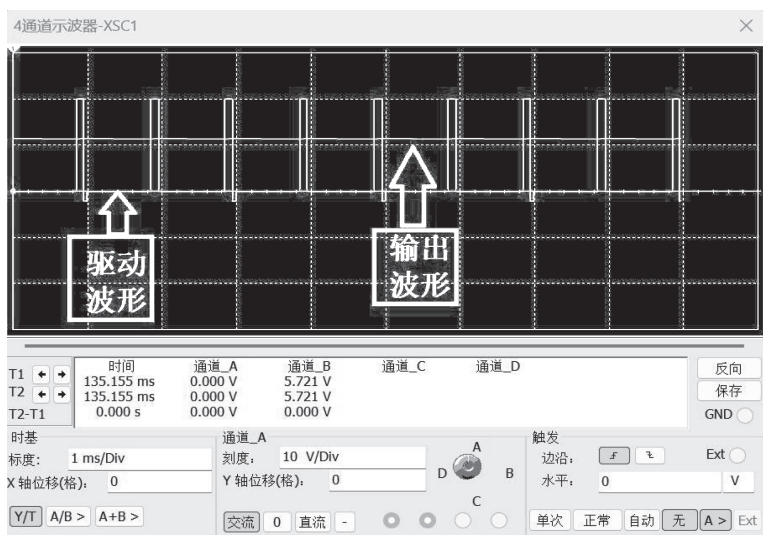 4通道示波器-XSC1
驱动
波形
输出
波形
时间 通道_A 通道_B 通道_C 通道_D
T1 135.155 ms 0.000 V 5.721 V
T2 135.155 ms 0.000 V 5.721 V
T2-T1 0.000 s 0.000 V 0.000 V
反向
保存
GND
时基
标度: 1 ms/Div
X轴位移(格): 0
Y/T A/B > A+B >
通道_A
刻度: 10 V/Div
Y轴位移(格): 0
交流 0 直流 -
A
D B
C
触发
边沿: Ext
水平: 0 V
单次 正常 自动 无 A > Ext